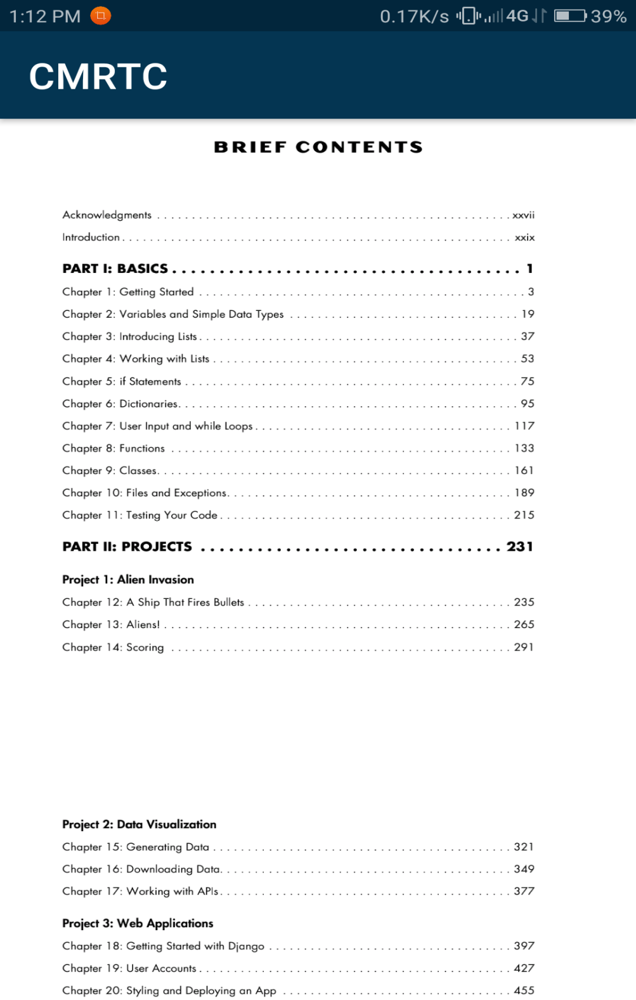 1:12 PM 0.17K/s 4G 39%
CMRTC
BRIEF CONTENTS
Acknowledgments . . . . . . . . . . xxvii
Introduction . . . . . . . . . . xxix
PART I: BASICS . . . . . . . . . . 1
Chapter 1: Getting Started . . . . . . . . . . 3
Chapter 2: Variables and Simple Data Types . . . . . . . . . . 19
Chapter 3: Introducing Lists . . . . . . . . . . 37
Chapter 4: Working with Lists . . . . . . . . . . 53
Chapter 5: if Statements . . . . . . . . . . 75
Chapter 6: Dictionaries . . . . . . . . . . 95
Chapter 7: User Input and while Loops . . . . . . . . . . 117
Chapter 8: Functions . . . . . . . . . . 133
Chapter 9: Classes . . . . . . . . . . 161
Chapter 10: Files and Exceptions . . . . . . . . . . 189
Chapter 11: Testing Your Code . . . . . . . . . . 215
PART II: PROJECTS . . . . . . . . . . 231
Project 1: Alien Invasion
Chapter 12: A Ship That Fires Bullets . . . . . . . . . . 235
Chapter 13: Aliens! . . . . . . . . . . 265
Chapter 14: Scoring . . . . . . . . . . 291
Project 2: Data Visualization
Chapter 15: Generating Data . . . . . . . . . . 321
Chapter 16: Downloading Data . . . . . . . . . . 349
Chapter 17: Working with APIs . . . . . . . . . . 377
Project 3: Web Applications
Chapter 18: Getting Started with Django . . . . . . . . . . 397
Chapter 19: User Accounts . . . . . . . . . . 427
Chapter 20: Styling and Deploying an App . . . . . . . . . . 455